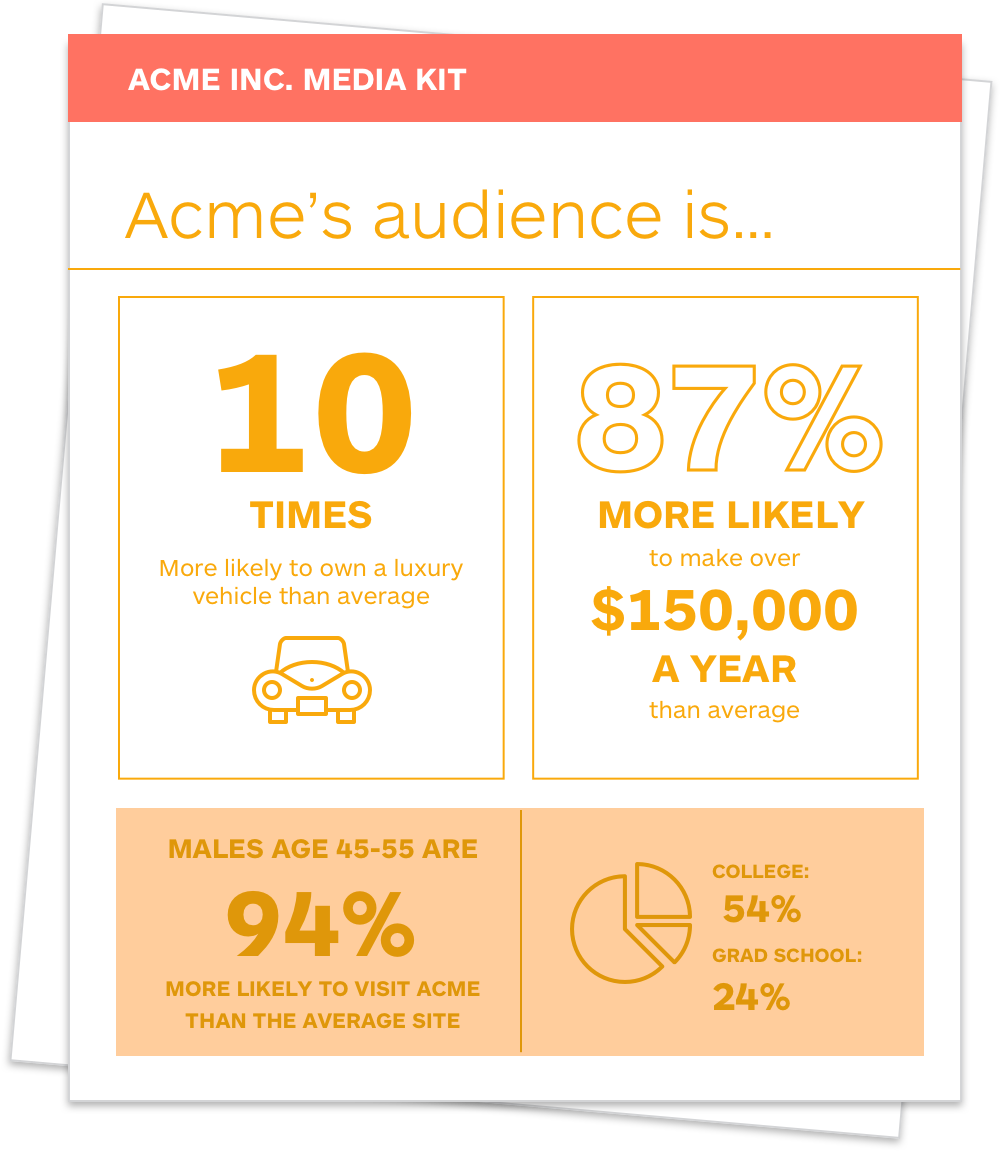 ACME INC. MEDIA KIT
Acme’s audience is...
10
TIMES
More likely to own a luxury
vehicle than average
87%
MORE LIKELY
to make over
$150,000
A YEAR
than average
MALES AGE 45-55 ARE
94%
MORE LIKELY TO VISIT ACME
THAN THE AVERAGE SITE
COLLEGE:
54%
GRAD SCHOOL:
24%